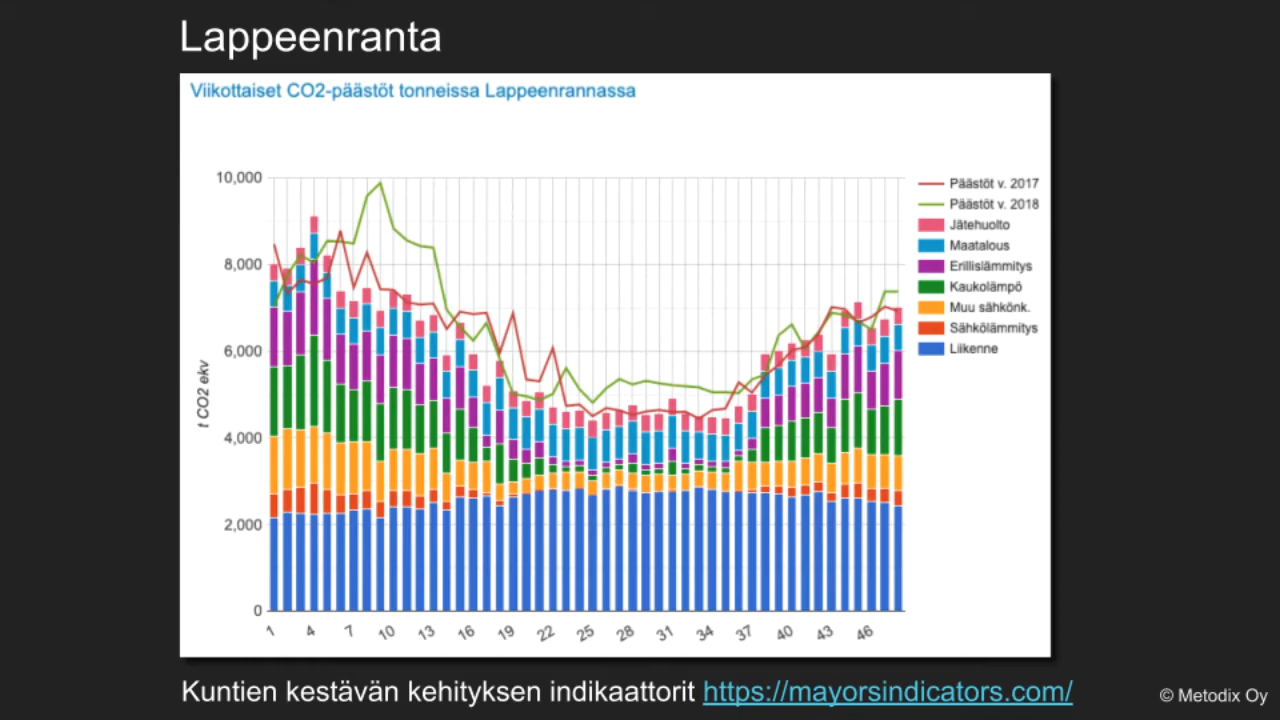 Lappeenranta
Viikottaiset CO2-päästöt tonneissa Lappeenrannassa
10,000
8,000
6,000
4,000
2,000
0
t CO2 ekv
1 4 7 10 13 16 19 22 25 28 31 34 37 40 43 46
Päästöt v. 2017
Päästöt v. 2018
Jätehuolto
Maatalous
Erillislämmitys
Kaukolämpö
Muu sähkönk.
Sähkölämmitys
Liikenne
Kuntien kestävän kehityksen indikaattorit https://mayorsindicators.com/
© Metodix Oy